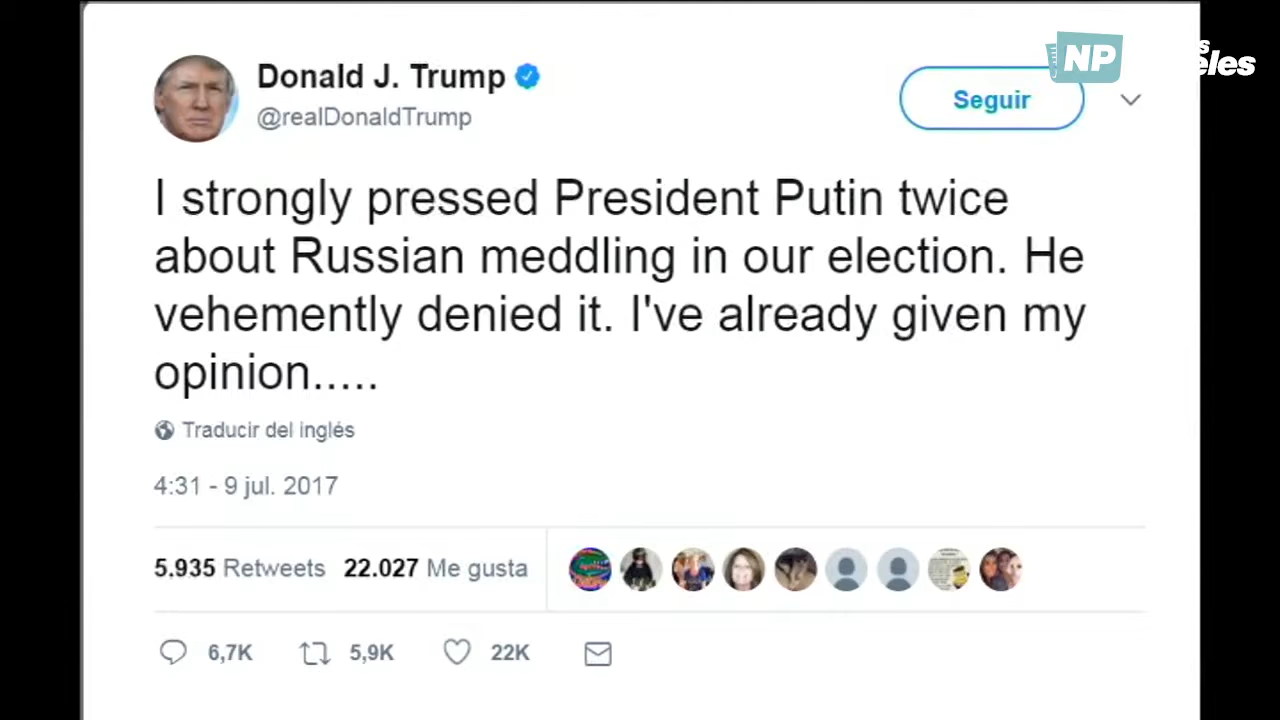 Donald J. Trump
@realDonaldTrump
Seguir
NP
I strongly pressed President Putin twice
about Russian meddling in our election. He
vehemently denied it. I've already given my
opinion.....
Traducir del inglés
4:31 - 9 jul. 2017
5.935 Retweets 22.027 Me gusta
6,7K 5,9K 22K